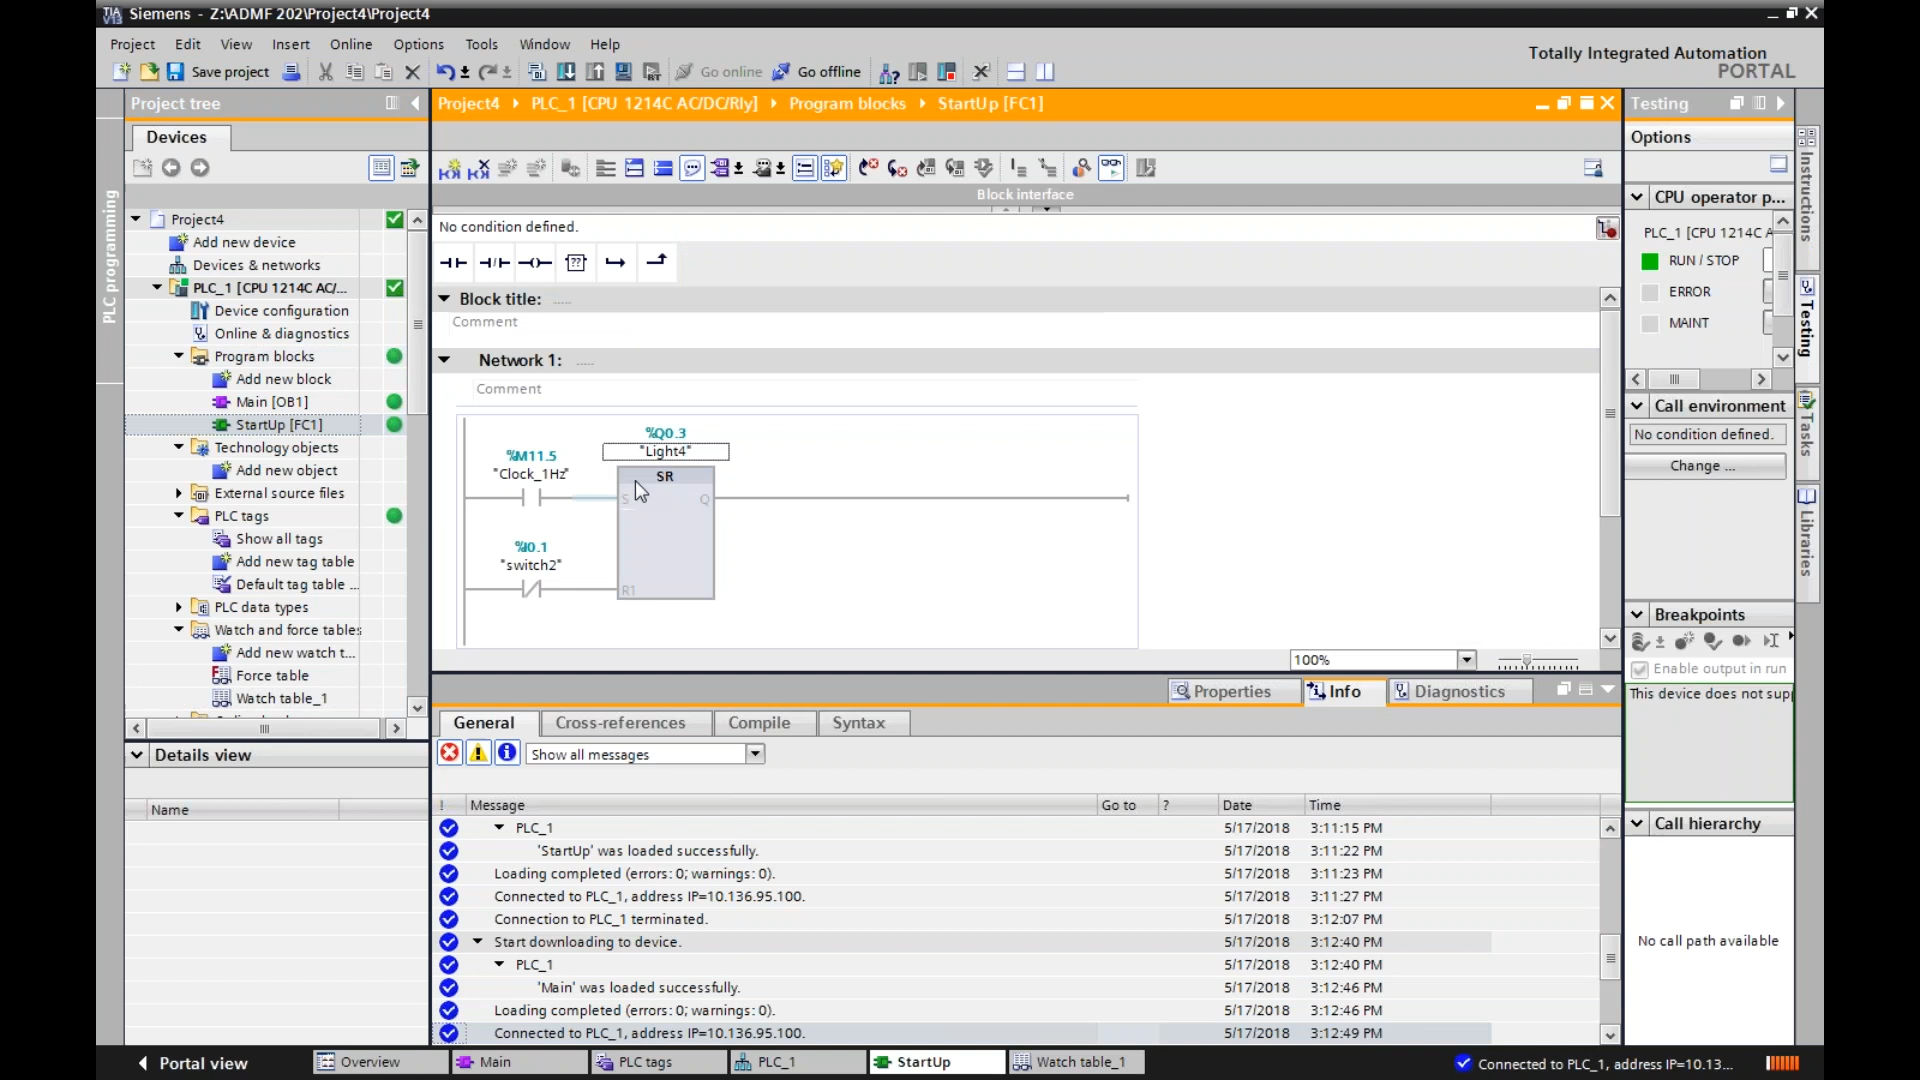 Siemens - Z:\ADMF 202\Project4\Project4
Project Edit View Insert Online Options Tools Window Help
Totally Integrated Automation
PORTAL
Save project Go online Go offline
Project tree
Project4 PLC_1 [CPU 1214C AC/DC/Rly] Program blocks StartUp [FC1]
Testing
Devices
Options
PLC programming
Block interface
No condition defined.
Project4
Add new device
Devices & networks
PLC_1 [CPU 1214C AC/...
Device configuration
Online & diagnostics
Program blocks
Add new block
Main [OB1]
StartUp [FC1]
Technology objects
Add new object
External source files
PLC tags
Show all tags
Add new tag table
Default tag table ...
PLC data types
Watch and force tables
Add new watch t...
Force table
Watch table_1
Details view
Name
Block title: .....
Comment
Network 1: .....
Comment
%Q0.3
"Light4"
%M11.5
"Clock_1Hz"
SR
S Q
%I0.1
"switch2"
R1
100%
CPU operator p...
PLC_1 [CPU 1214C A
RUN / STOP
ERROR
MAINT
Call environment
No condition defined.
Change ...
Breakpoints
Enable output in run
This device does not supp
Call hierarchy
No call path available
Instructions
Testing
Tasks
Libraries
Properties Info Diagnostics
General Cross-references Compile Syntax
Show all messages
! Message Go to ? Date Time
PLC_1 5/17/2018 3:11:15 PM
'StartUp' was loaded successfully. 5/17/2018 3:11:22 PM
Loading completed (errors: 0; warnings: 0). 5/17/2018 3:11:23 PM
Connected to PLC_1, address IP=10.136.95.100. 5/17/2018 3:11:27 PM
Connection to PLC_1 terminated. 5/17/2018 3:12:07 PM
Start downloading to device. 5/17/2018 3:12:40 PM
PLC_1 5/17/2018 3:12:40 PM
'Main' was loaded successfully. 5/17/2018 3:12:46 PM
Loading completed (errors: 0; warnings: 0). 5/17/2018 3:12:46 PM
Connected to PLC_1, address IP=10.136.95.100. 5/17/2018 3:12:49 PM
Portal view Overview Main PLC tags PLC_1 StartUp Watch table_1 Connected to PLC_1, address IP=10.13...